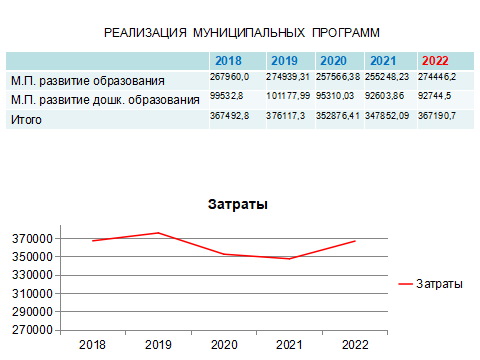 РЕАЛИЗАЦИЯ МУНИЦИПАЛЬНЫХ ПРОГРАММ
2018 2019 2020 2021 2022
М.П. развитие образования 267960,0 274939,31 257566,38 255248,23 274446,2
М.П. развитие дошк. образования 99532,8 101177,99 95310,03 92603,86 92744,5
Итого 367492,8 376117,3 352876,41 347852,09 367190,7
Затраты
370000
350000
330000
310000
290000
270000
Затраты
2018 2019 2020 2021 2022